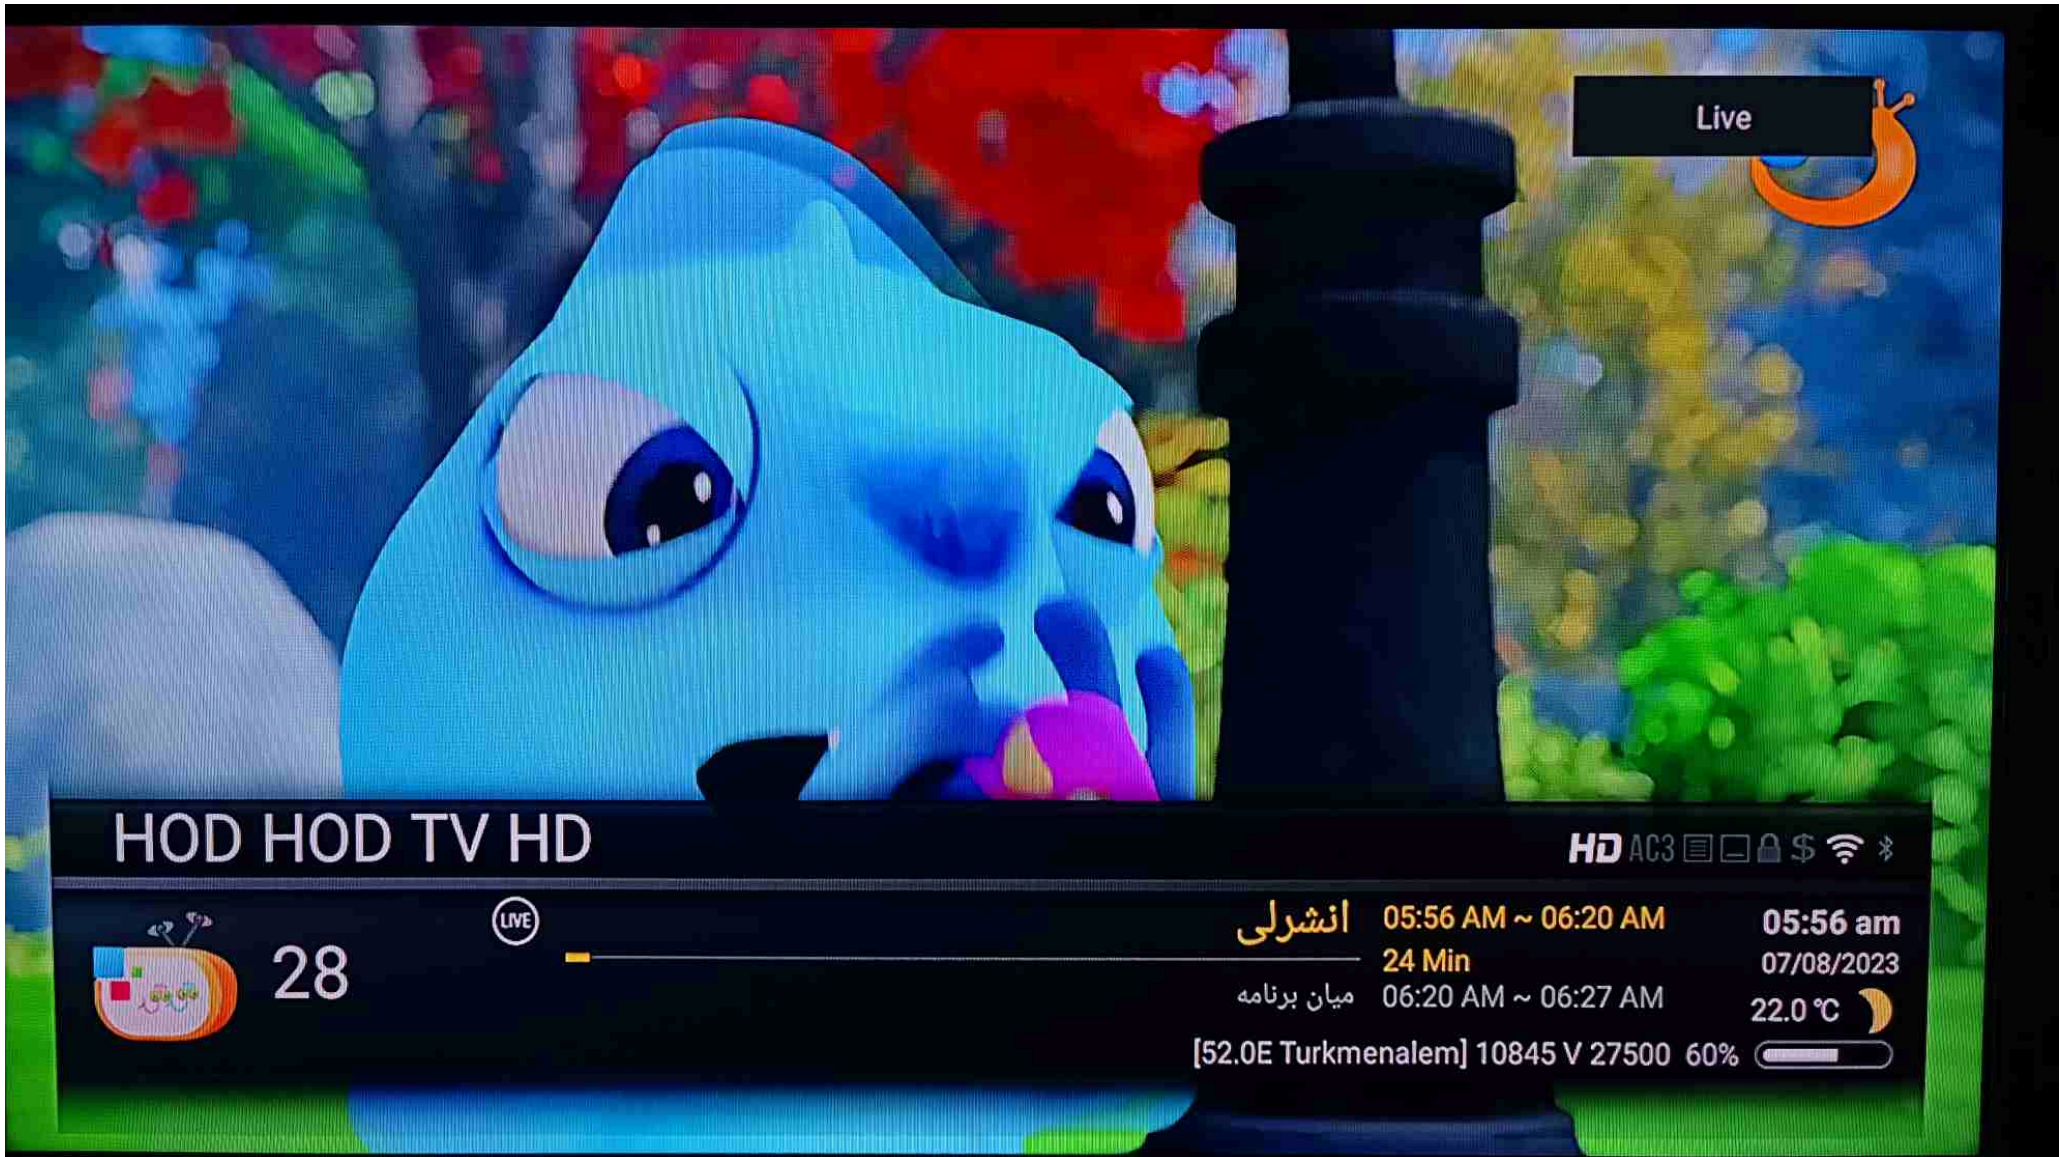 Live
HOD HOD TV HD
HD AC3 $
28
LIVE
انشرلی 05:56 AM ~ 06:20 AM
24 Min
میان برنامه 06:20 AM ~ 06:27 AM
05:56 am
07/08/2023
22.0 °C
[52.0E Turkmenalem] 10845 V 27500 60%